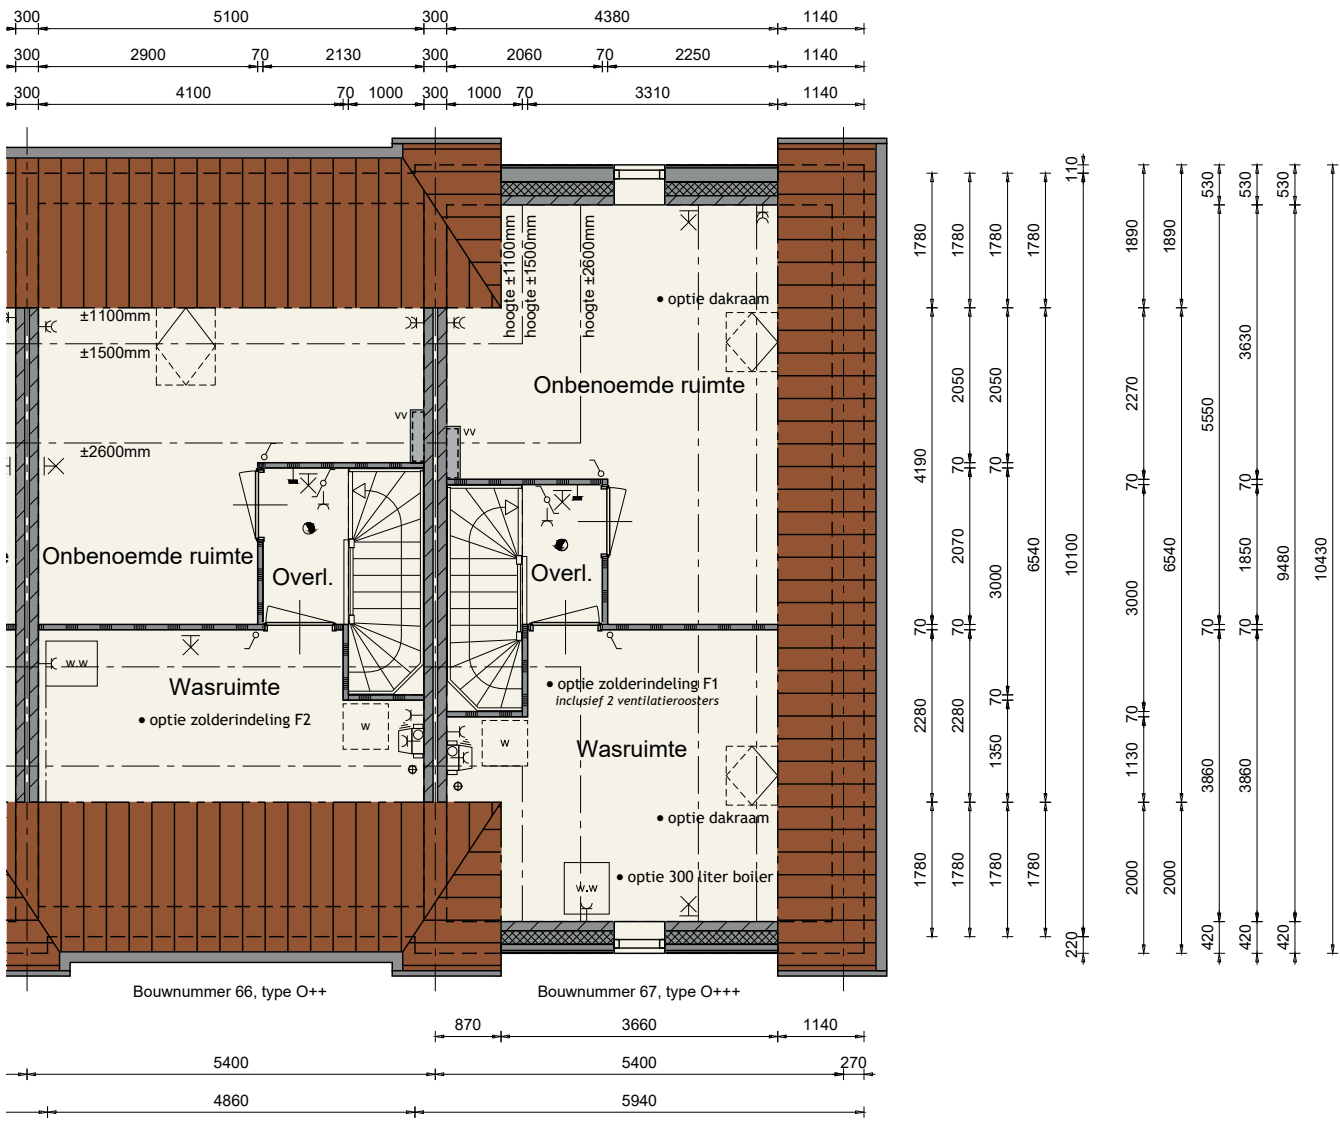 300 5100 300 4380 1140
300 2900 70 2130 300 2060 70 2250 1140
300 4100 70 1000 300 1000 70 3310 1140
hoogte ±1100mm
hoogte ±1500mm
hoogte ±2600mm
• optie dakraam
±1100mm
±1500mm
±2600mm
vv
vv
Onbenoemde ruimte
Onbenoemde ruimte
Overl.
Overl.
w.w
Wasruimte
• optie zolderindeling F2
w
• optie zolderindeling F1
inclusief 2 ventilatieroosters
w
Wasruimte
• optie dakraam
• optie 300 liter boiler
w.w
Bouwnummer 66, type O++
Bouwnummer 67, type O+++
870 3660 1140
5400 5400 270
4860 5940
1780 4190 70 2280 1780
1780 2050 70 2070 70 2280 1780
1780 2050 70 3000 70 1350 1780
1780 6540 1780
110 10100 220
1890 2270 70 3000 70 1130 2000
1890 6540 2000
530 5550 70 3860 420
530 3630 70 1850 70 3860 420
530 9480 420
10430